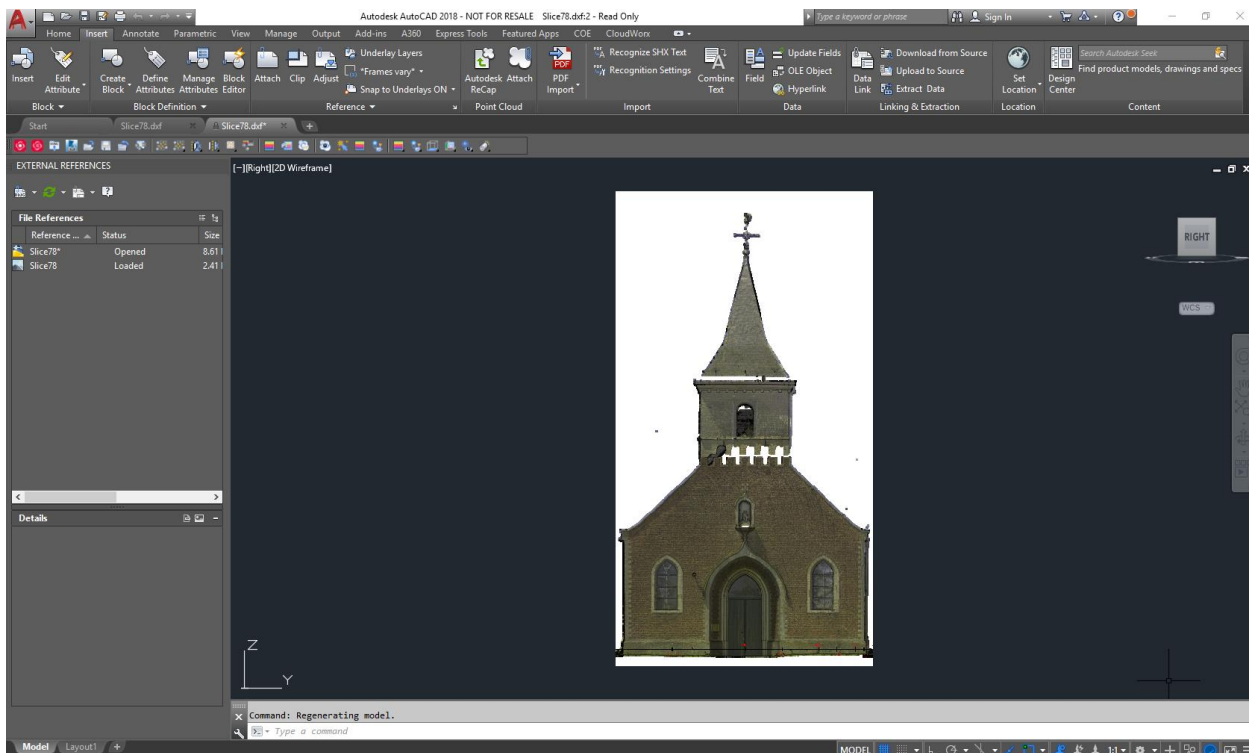 Autodesk AutoCAD 2018 - NOT FOR RESALE Slice78.dxf:2 - Read Only
Type a keyword or phrase
Sign In
Home Insert Annotate Parametric View Manage Output Add-ins A360 Express Tools Featured Apps COE CloudWorx
Insert
Edit Attribute
Create Block
Define Attributes
Manage Attributes
Block Editor
Attach
Clip
Adjust
Underlay Layers
*Frames vary*
Snap to Underlays ON
Autodesk ReCap
Attach
PDF Import
Recognize SHX Text
Recognition Settings
Combine Text
Field
Update Fields
OLE Object
Hyperlink
Data Link
Download from Source
Upload to Source
Extract Data
Set Location
Design Center
Search Autodesk Seek
Find product models, drawings and specs
Block Block Definition Reference Point Cloud Import Data Linking & Extraction Location Content
Start Slice78.dxf Slice78.dxf*
EXTERNAL REFERENCES
[−][Right][2D Wireframe]
File References
Reference ... Status Size
Slice78* Opened 8.61
Slice78 Loaded 2.41
Details
RIGHT
WCS
Z
Y
Command: Regenerating model.
Type a command
Model Layout1 +
MODEL 1:1